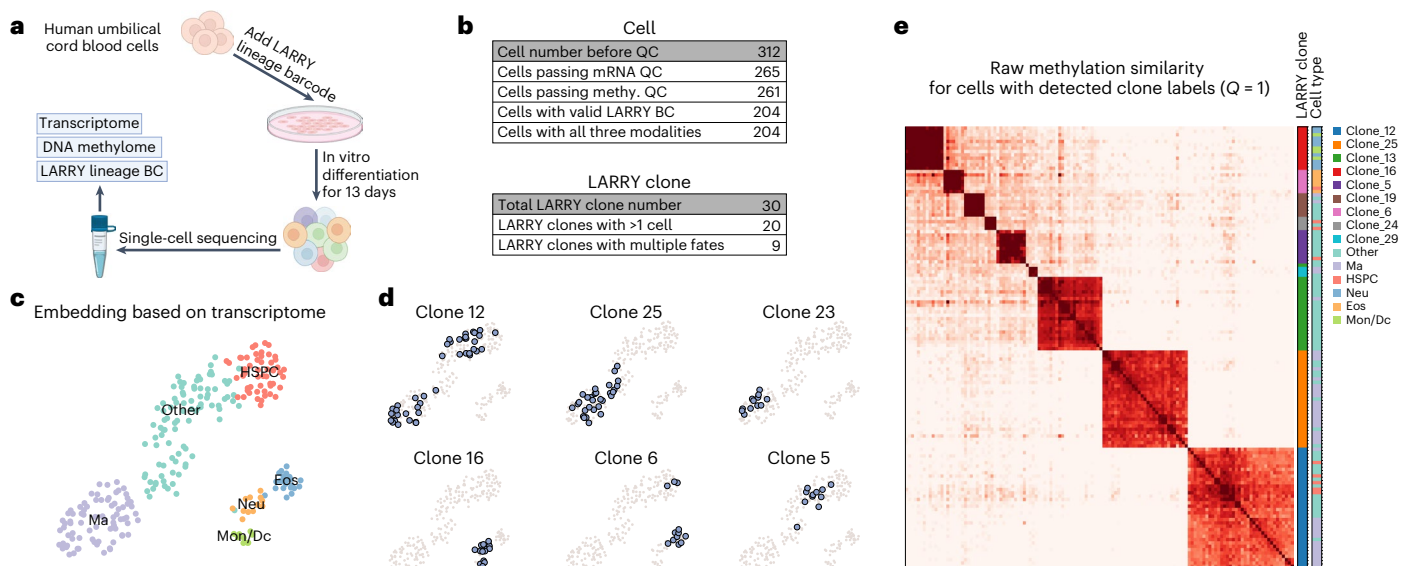 a
Human umbilical
cord blood cells
Add LARRY
lineage barcode
Transcriptome
DNA methylome
LARRY lineage BC
In vitro
differentiation
for 13 days
Single-cell sequencing
b
Cell
Cell number before QC 312
Cells passing mRNA QC 265
Cells passing methy. QC 261
Cells with valid LARRY BC 204
Cells with all three modalities 204
LARRY clone
Total LARRY clone number 30
LARRY clones with >1 cell 20
LARRY clones with multiple fates 9
c
Embedding based on transcriptome
HSPC
Other
Eos
Neu
Ma
Mon/Dc
d
Clone 12
Clone 25
Clone 23
Clone 16
Clone 6
Clone 5
e
Raw methylation similarity
for cells with detected clone labels (Q = 1)
LARRY clone
Cell type
Clone_12
Clone_25
Clone_13
Clone_16
Clone_5
Clone_19
Clone_6
Clone_24
Clone_29
Other
Ma
HSPC
Neu
Eos
Mon/Dc